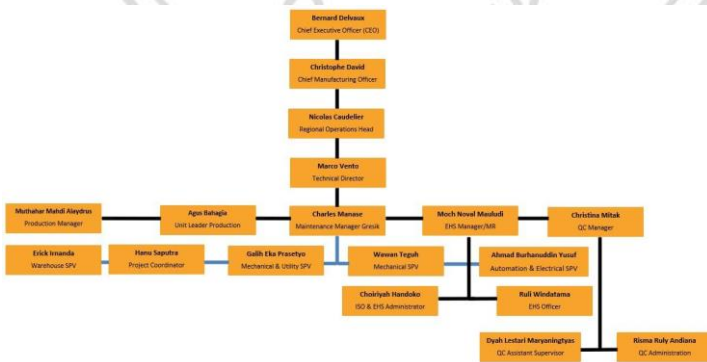 Bernard Delvaux
Chief Executive Officer (CEO)
Christophe David
Chief Manufacturing Officer
Nicolas Caudelier
Regional Operations Head
Marco Vento
Technical Director
Muthahar Mahdi Alaydrus
Production Manager
Agus Bahagia
Unit Leader Production
Charles Manase
Maintenance Manager Gresik
Moch Noval Mauludi
EHS Manager/MR
Christina Mitak
QC Manager
Erick Irnanda
Warehouse SPV
Hanu Saputra
Project Coordinator
Galih Eka Prasetyo
Mechanical & Utility SPV
Wawan Teguh
Mechanical SPV
Ahmad Burhanuddin Yusuf
Automation & Electrical SPV
Choiriyah Handoko
ISO & EHS Administrator
Ruli Windatama
EHS Officer
Dyah Lestari Maryaningtyas
QC Assistant Supervisor
Risma Ruly Andiana
QC Administration